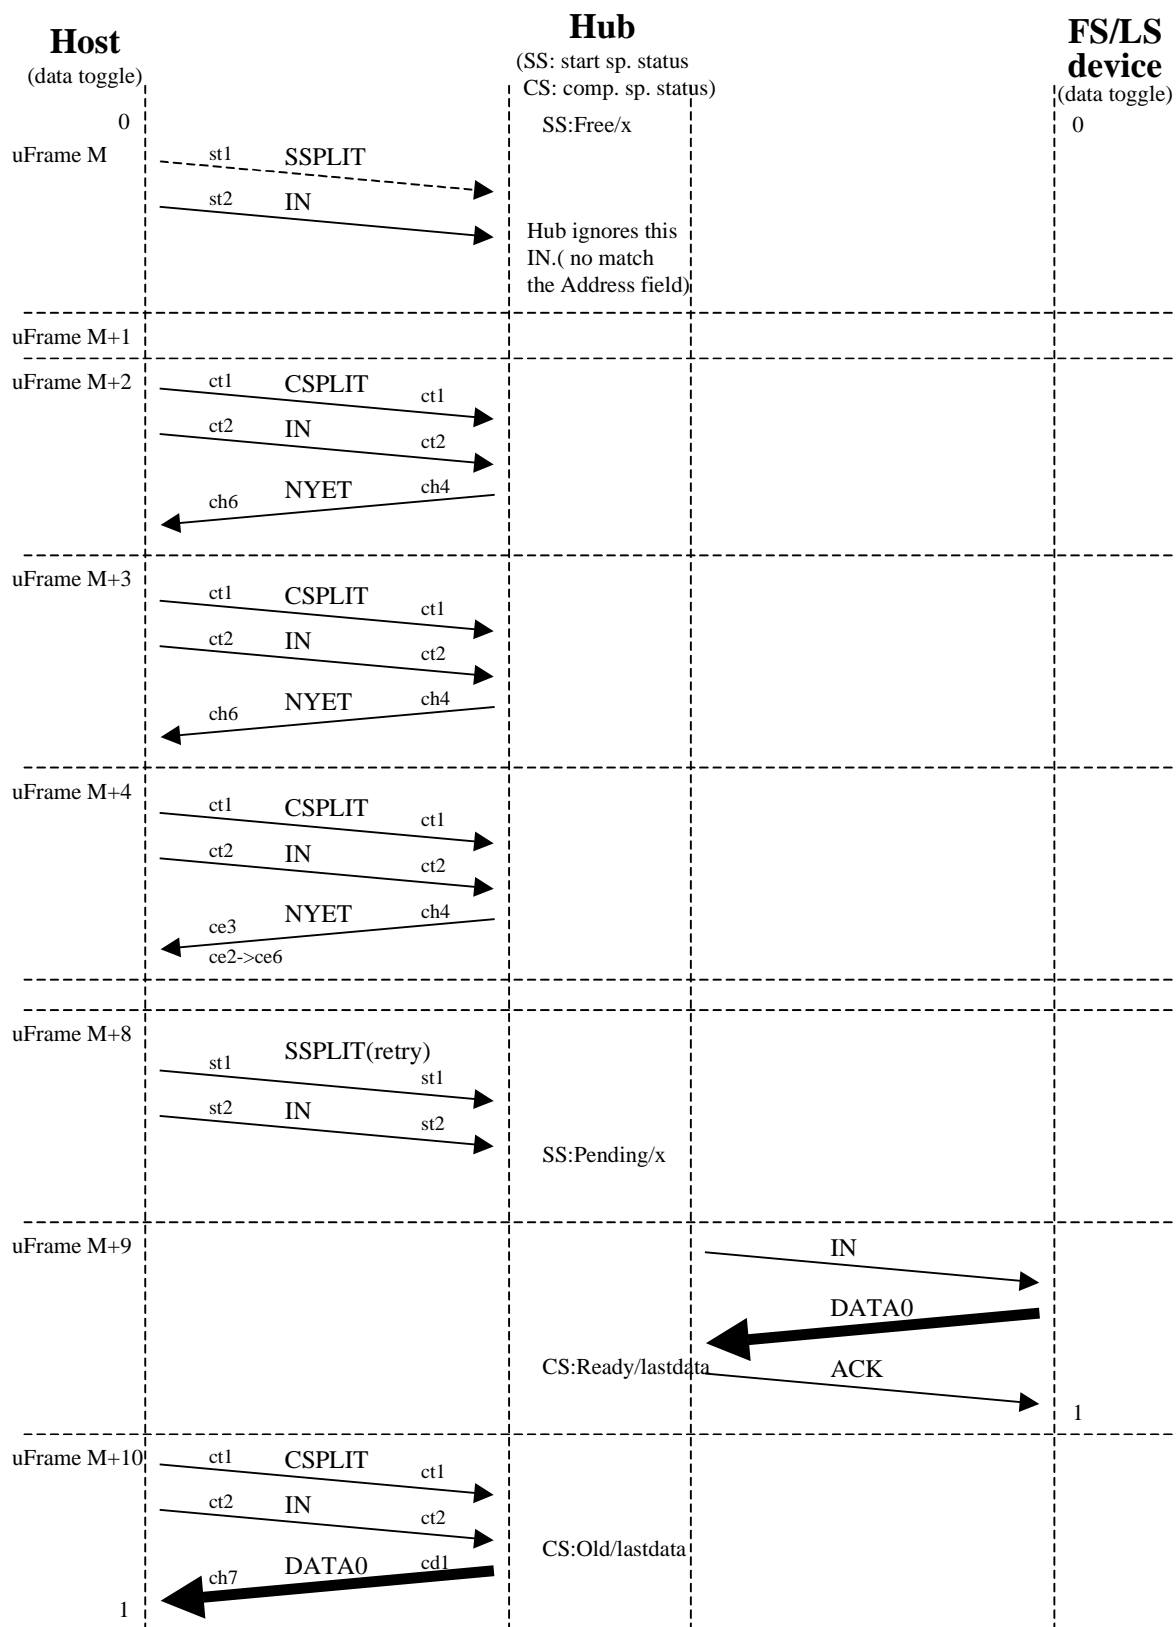 Host
(data toggle)
Hub
(SS: start sp. status
CS: comp. sp. status)
FS/LS
device
(data toggle)
0
SS:Free/x
0
uFrame M
st1
SSPLIT
st2
IN
Hub ignores this
IN.( no match
the Address field)
uFrame M+1
uFrame M+2
ct1
CSPLIT
ct1
ct2
IN
ct2
NYET
ch4
ch6
uFrame M+3
ct1
CSPLIT
ct1
ct2
IN
ct2
NYET
ch4
ch6
uFrame M+4
ct1
CSPLIT
ct1
ct2
IN
ct2
NYET
ch4
ce3
ce2->ce6
uFrame M+8
SSPLIT(retry)
st1
st1
st2
IN
st2
SS:Pending/x
uFrame M+9
IN
DATA0
CS:Ready/lastdata
ACK
1
uFrame M+10
ct1
CSPLIT
ct1
ct2
IN
ct2
CS:Old/lastdata
DATA0
cd1
ch7
1